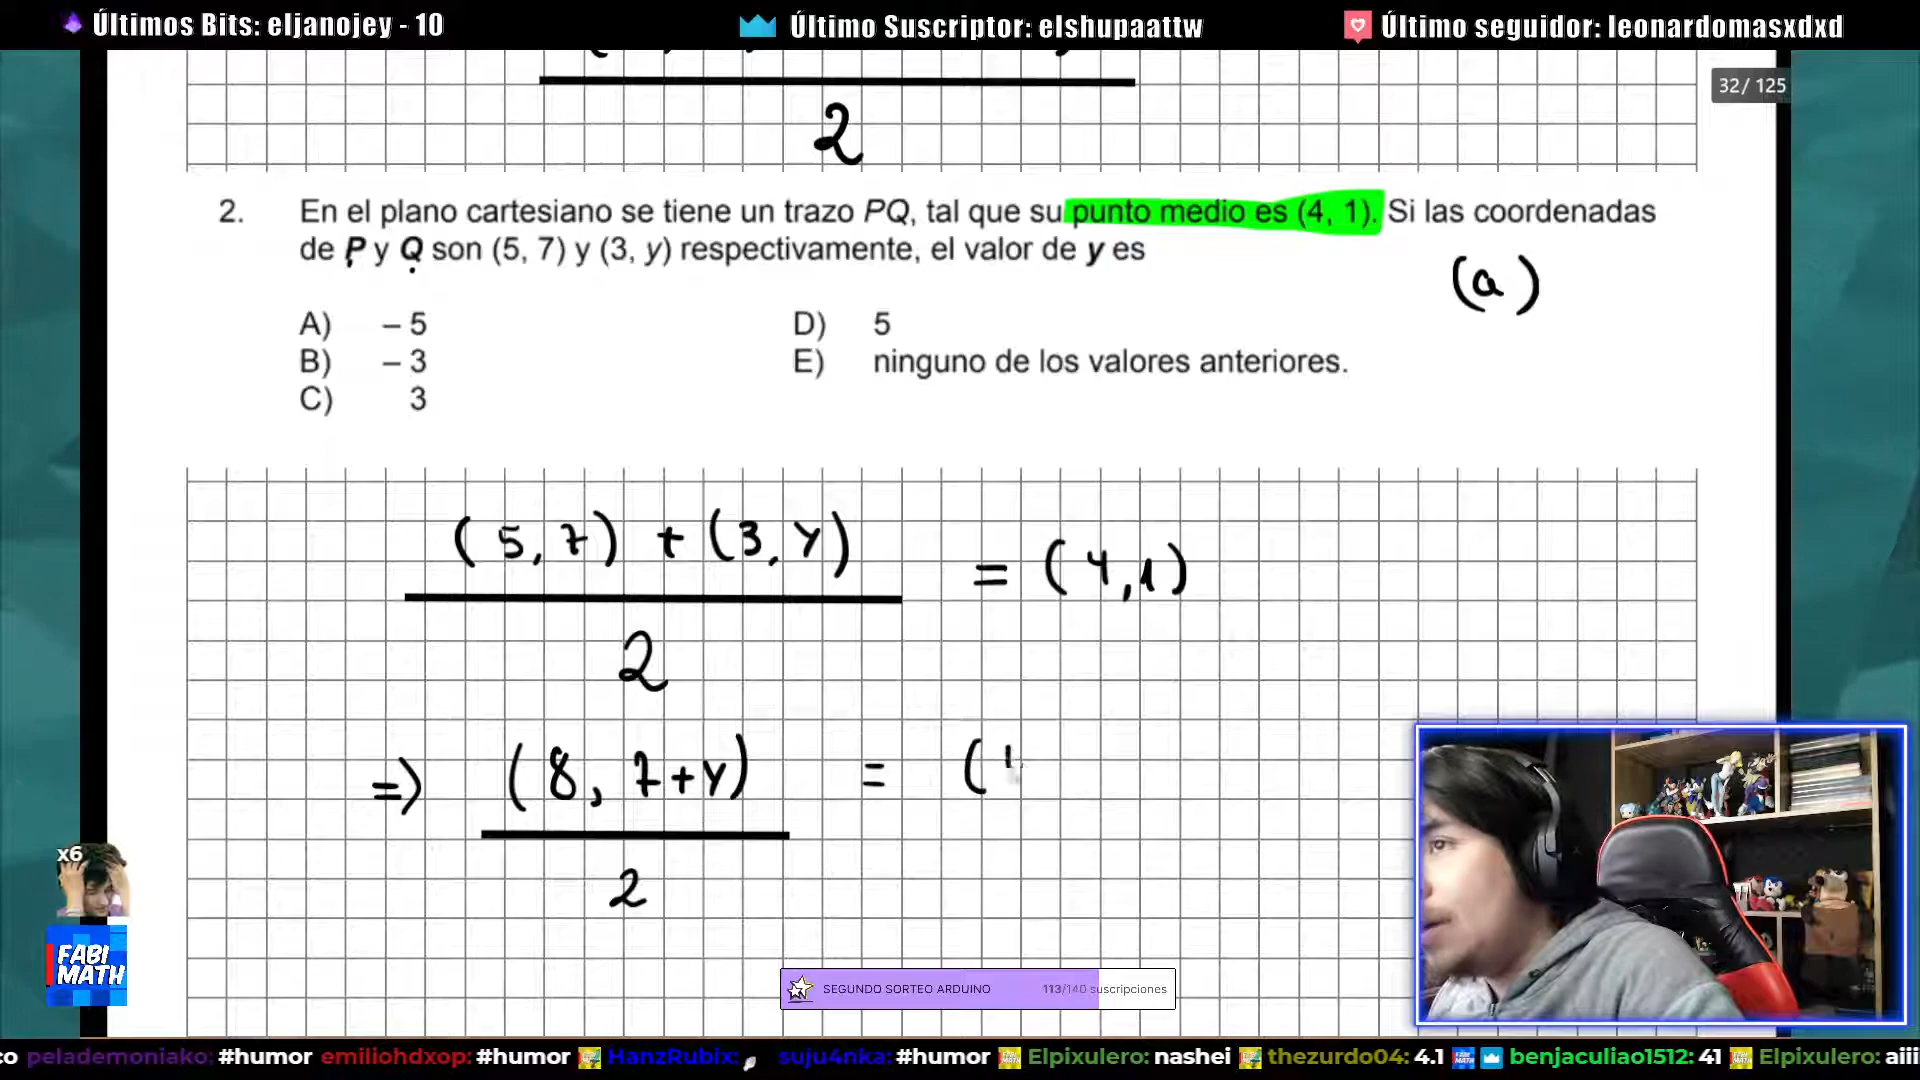 Últimos Bits: eljanojey - 10
Último Suscriptor: elshupaattw
Último seguidor: leonardomasxdxd
32/ 125
2
2. En el plano cartesiano se tiene un trazo PQ, tal que su punto medio es (4, 1). Si las coordenadas
de P y Q son (5, 7) y (3, y) respectivamente, el valor de y es
(a )
A) – 5
B) – 3
C) 3
D) 5
E) ninguno de los valores anteriores.
(5,7) + (3,y) = (4,1)
2
=> (8, 7+y) = (
2
x6
FABI
MATH
SEGUNDO SORTEO ARDUINO 113/140 suscripciones
co pelademoniako: #humor emiliohdxop: #humor HanzRubix: suju4nka: #humor Elpixulero: nashei thezurdo04: 4.1 benjaculiao1512: 41 Elpixulero: aiii